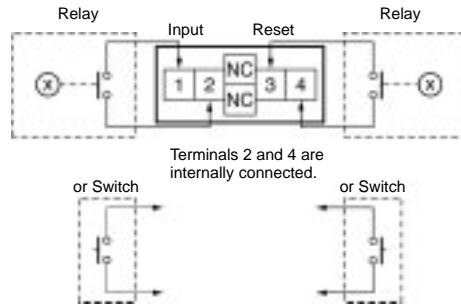 Relay
Relay
Input
Reset
X
1
2
NC
NC
3
4
X
Terminals 2 and 4 are
internally connected.
or Switch
or Switch